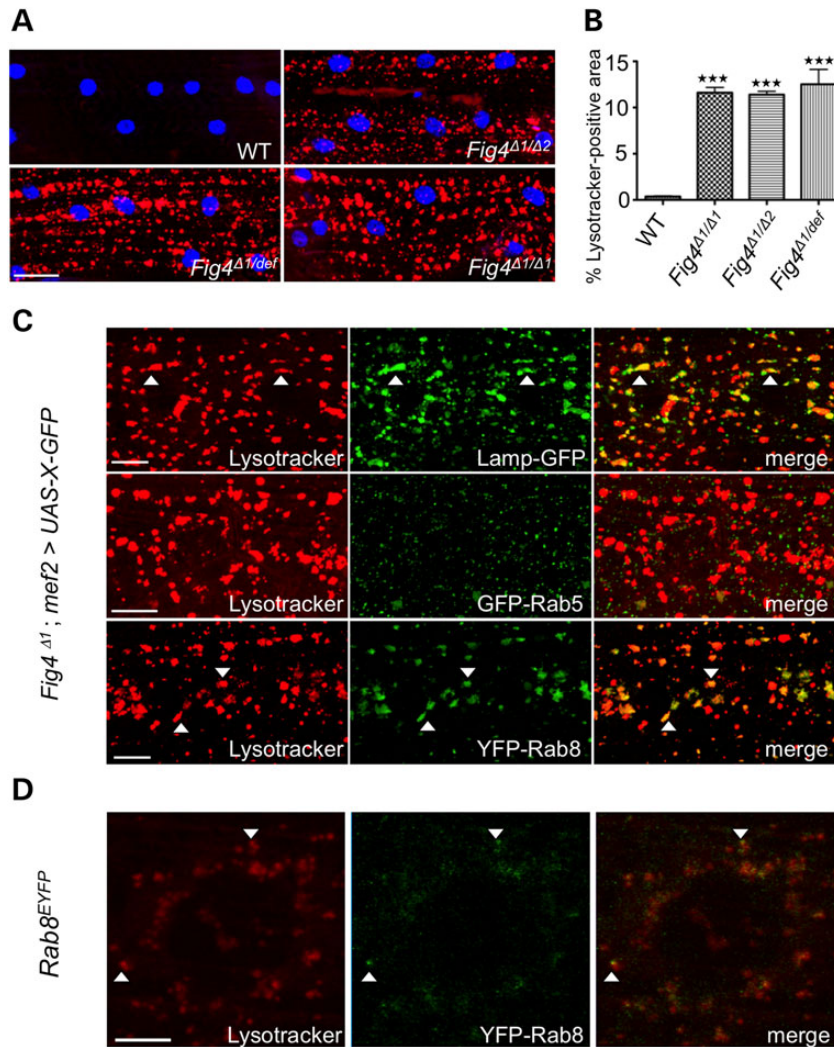 A
WT
Fig4Δ1/Δ2
Fig4Δ1/def
Fig4Δ1/Δ1
B
% Lysotracker-positive area
15
10
5
0
★★★
★★★
★★★
WT
Fig4Δ1/Δ1
Fig4Δ1/Δ2
Fig4Δ1/def
C
Fig4 Δ1; mef2 > UAS-X-GFP
Lysotracker
Lamp-GFP
merge
Lysotracker
GFP-Rab5
merge
Lysotracker
YFP-Rab8
merge
D
Rab8EYFP
Lysotracker
YFP-Rab8
merge